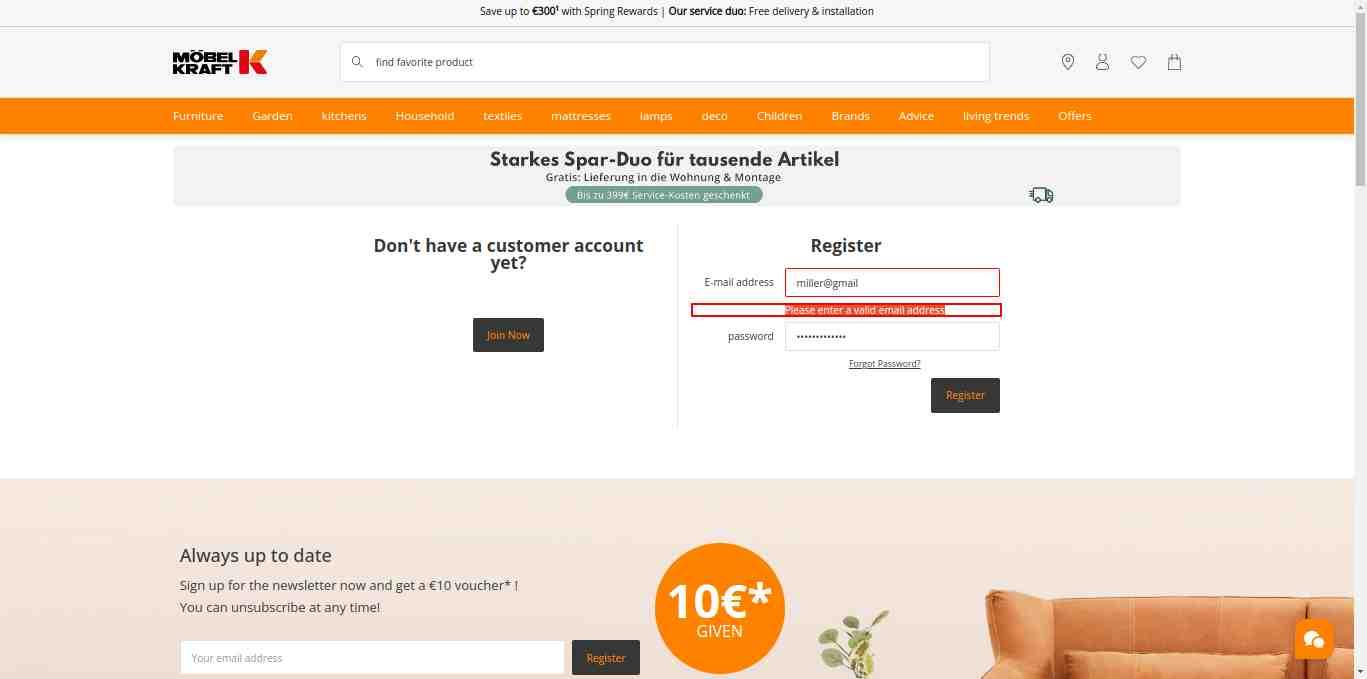 Save up to €300¹ with Spring Rewards | Our service duo: Free delivery & installation
MÖBEL
KRAFT
find favorite product
Furniture Garden kitchens Household textiles mattresses lamps deco Children Brands Advice living trends Offers
Starkes Spar-Duo für tausende Artikel
Gratis: Lieferung in die Wohnung & Montage
Bis zu 399€ Service-Kosten geschenkt
Don't have a customer account
yet?
Join Now
Register
E-mail address miller@gmail
Please enter a valid email address
password •••••••••••••
Forgot Password?
Register
Always up to date
Sign up for the newsletter now and get a €10 voucher* !
You can unsubscribe at any time!
Your email address
Register
10€*
GIVEN